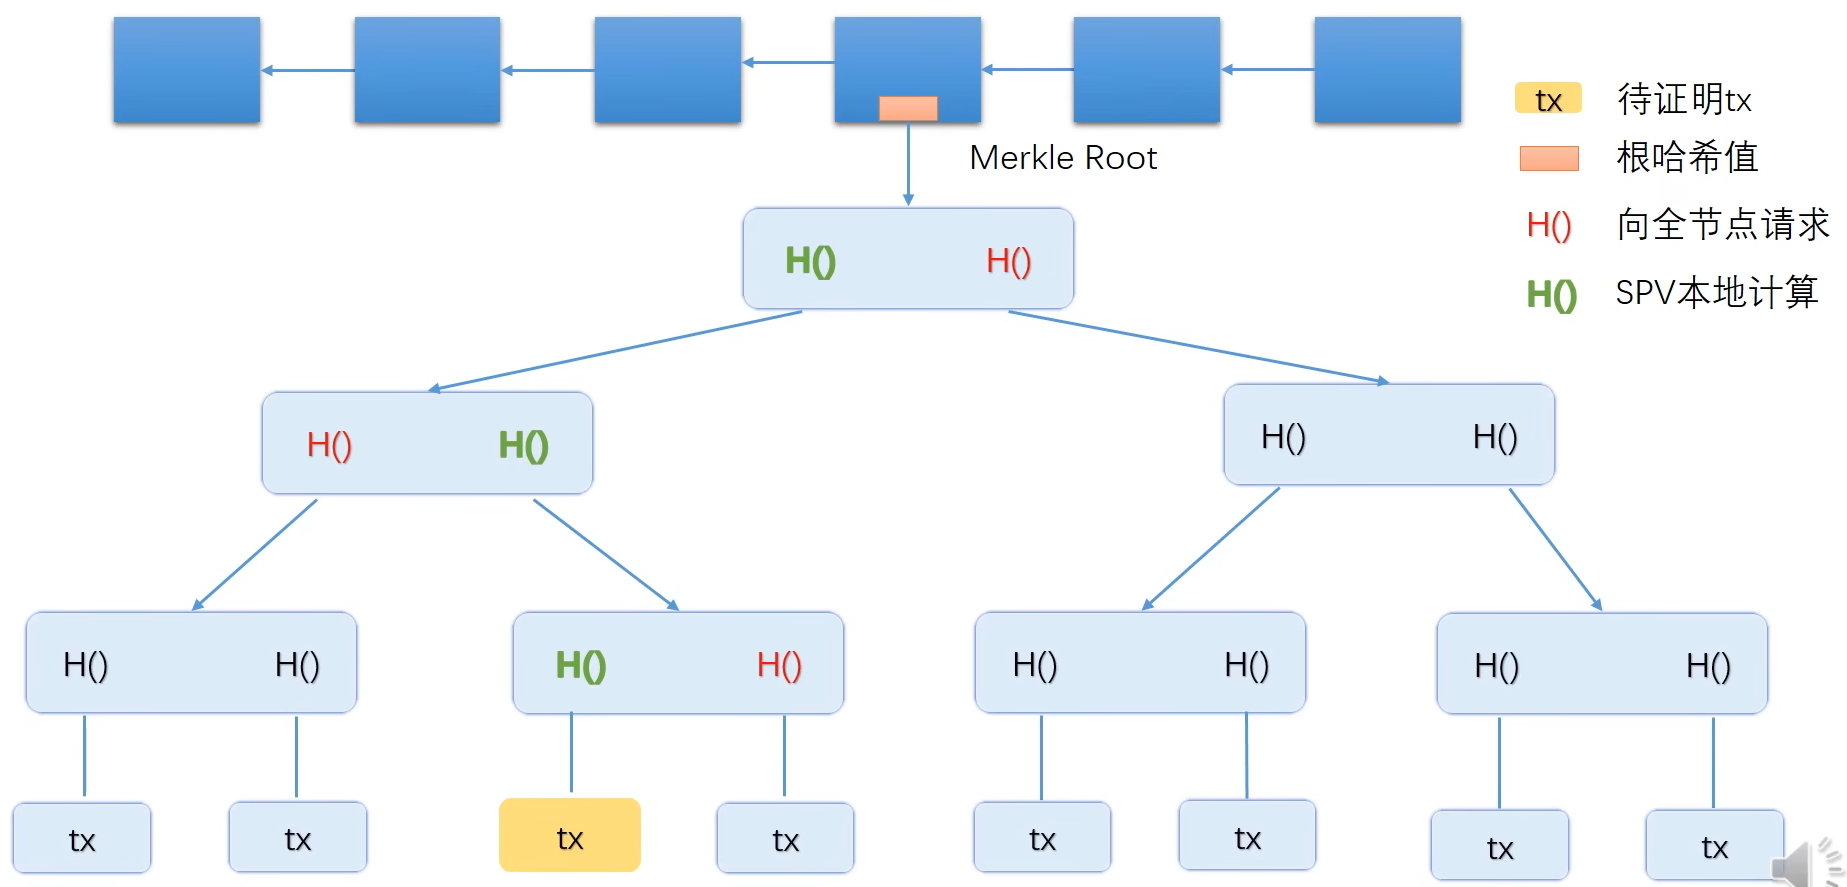 tx 待证明tx
Merkle Root
根哈希值
H() 向全节点请求
H() H()
H() SPV本地计算
H() H() H() H()
H() H() H() H() H() H() H() H()
tx tx tx tx tx tx tx tx